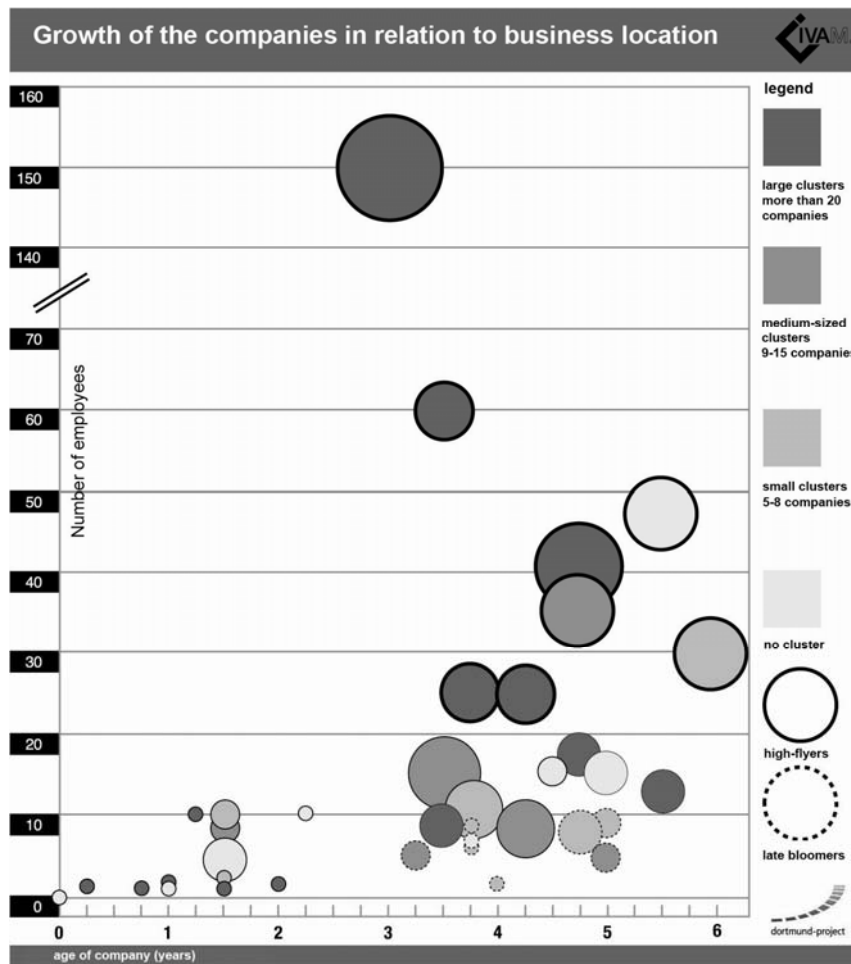 Growth of the companies in relation to business location
IVAM
legend
160
150
140
70
60
50
40
30
20
10
0
Number of employees
large clusters
more than 20
companies
medium-sized
clusters
9-15 companies
small clusters
5-8 companies
no cluster
high-flyers
late bloomers
dortmund-project
0 1 2 3 4 5 6
age of company (years)